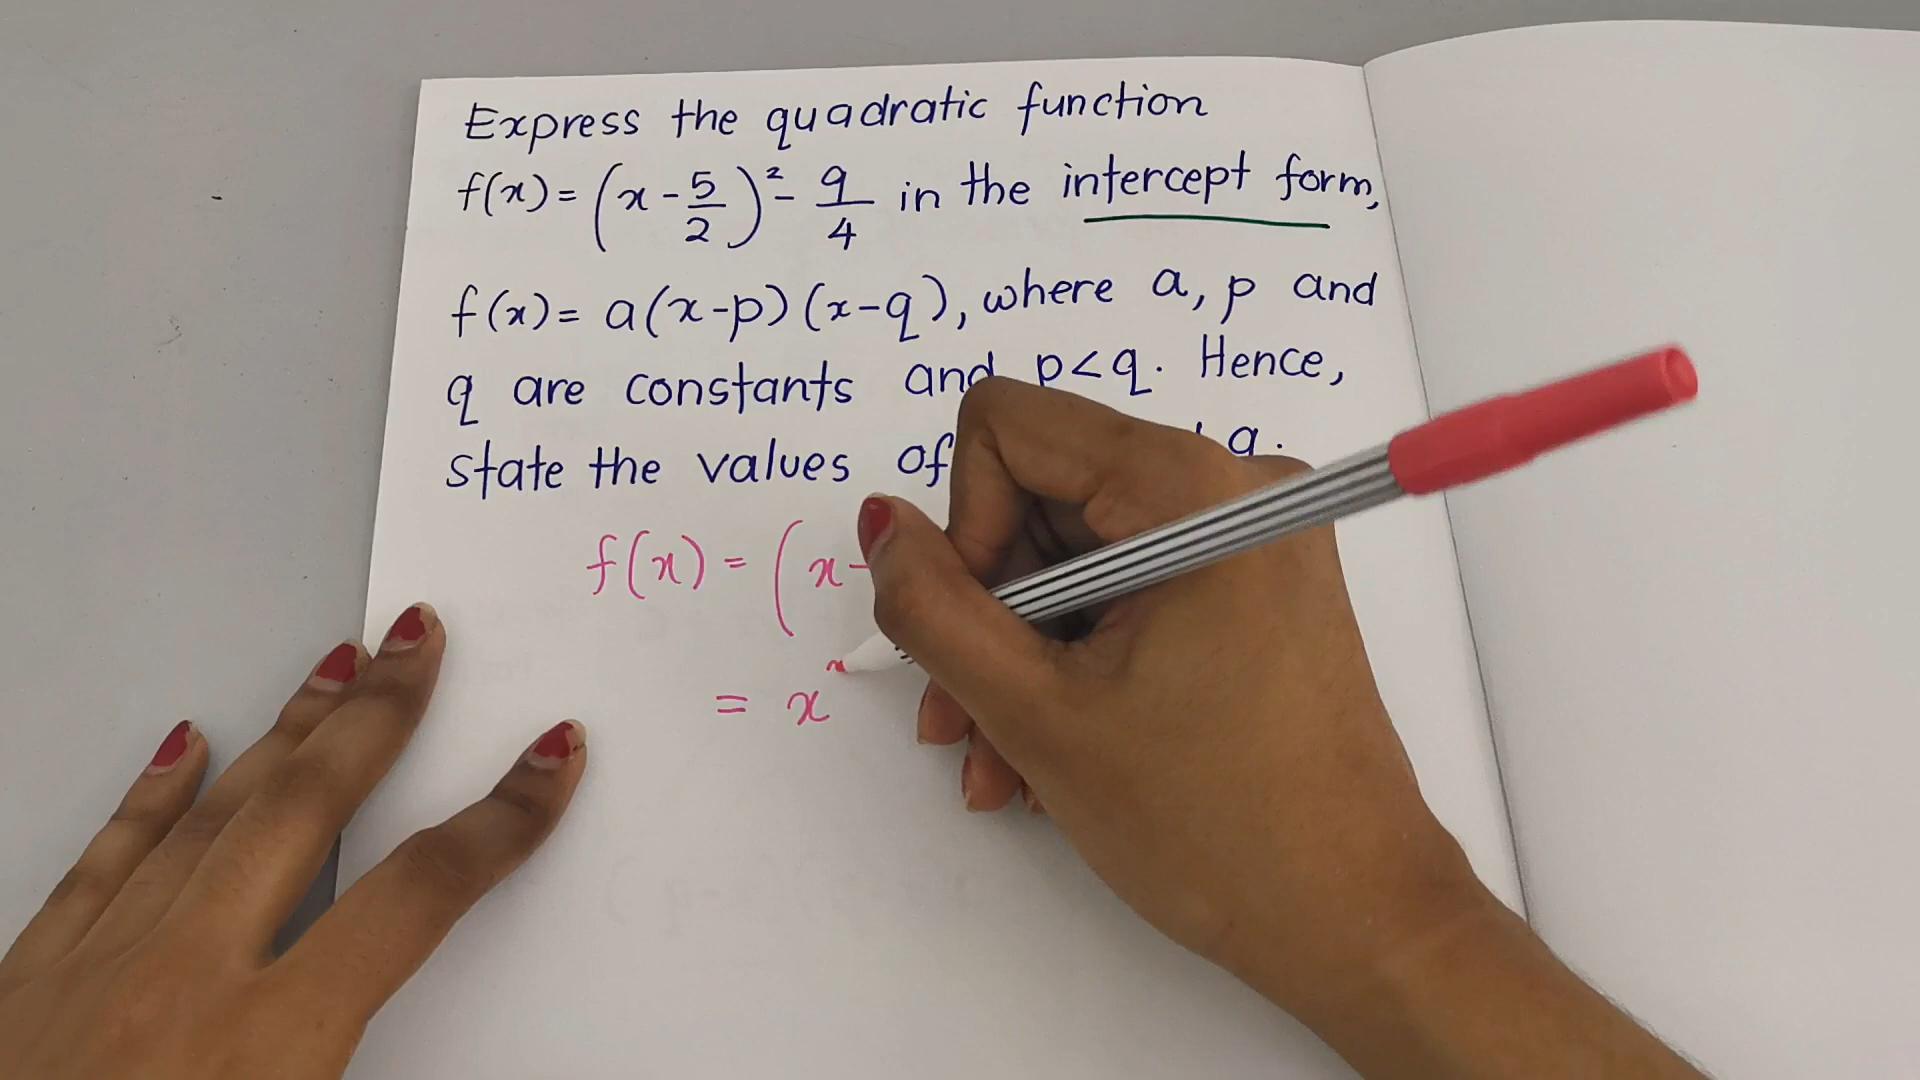 Express the quadratic function
f(x) = (x - 5/2)² - 9/4 in the intercept form,
f(x) = a(x-p)(x-q), where a, p and
q are constants and p<q. Hence,
state the values of q.
f(x) = (x-
= x